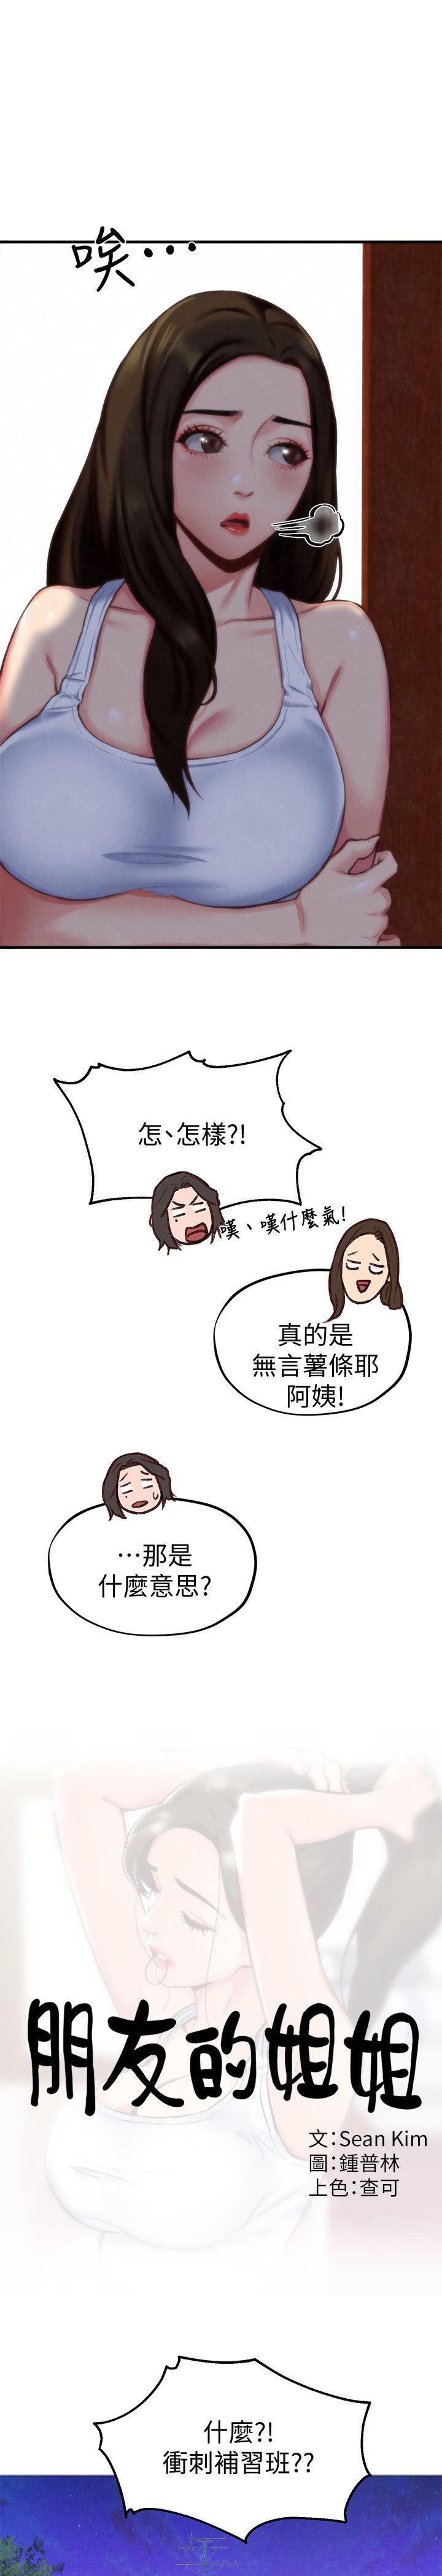 唉…
怎、怎樣?!
嘆、嘆什麼氣!
真的是
無言薯條耶
阿姨!
…那是
什麼意思?
朋友的姐姐
文:Sean Kim
圖:鍾普林
上色:查可
什麼?!
衝刺補習班??